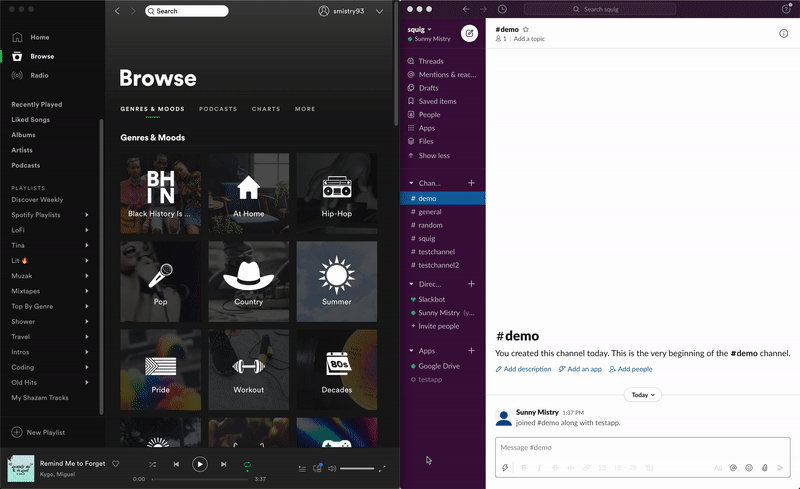 Search
smistry93
Home
Browse
Radio
Recently Played
Liked Songs
Albums
Artists
Podcasts
PLAYLISTS
Discover Weekly
Spotify Playlists
LoFi
Tina
Lit 🔥
Muzak
Mixtapes
Top By Genre
Shower
Travel
Intros
Coding
Old Hits
My Shazam Tracks
New Playlist
Browse
GENRES & MOODS PODCASTS CHARTS MORE
Genres & Moods
BH
IN
Black History Is ...
At Home
Hip-Hop
Pop
Country
Summer
Pride
Workout
80s
Decades
Remind Me to Forget
Kygo, Miguel
0:00
3:37
Search squig
squig
Sunny Mistry
Threads
Mentions & reac...
Drafts
Saved items
People
Apps
Files
Show less
Chan...
# demo
# general
# random
# squig
# testchannel
# testchannel2
Direc...
Slackbot
Sunny Mistry (y...
+ Invite people
Apps
Google Drive
testapp
#demo
1 | Add a topic
#demo
You created this channel today. This is the very beginning of the #demo channel.
Add description Add an app Add people
Today
Sunny Mistry 1:37 PM
joined #demo along with testapp.
Message #demo